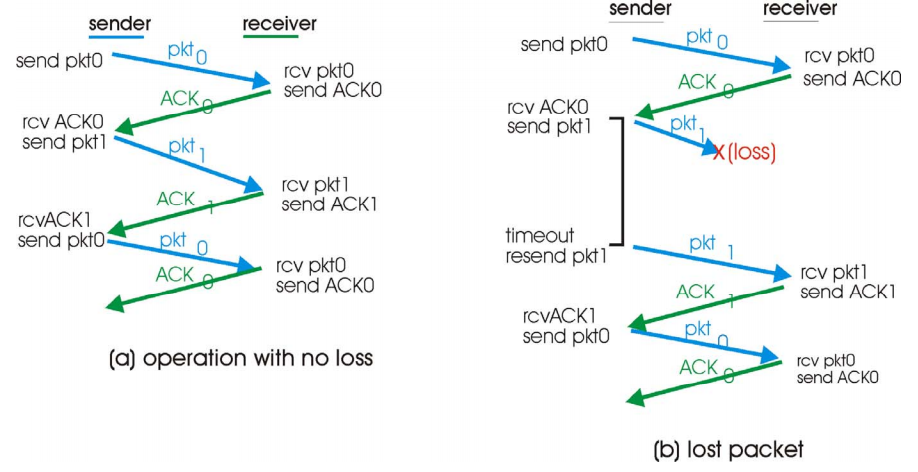 sender
receiver
send pkt0
pkt 0
rcv pkt0
send ACK0
ACK 0
rcv ACK0
send pkt1
pkt 1
rcv pkt1
send ACK1
ACK 1
rcvACK1
send pkt0
pkt 0
rcv pkt0
send ACK0
ACK 0
(a) operation with no loss
sender
receiver
send pkt0
pkt 0
rcv pkt0
send ACK0
ACK 0
rcv ACK0
send pkt1
pkt 1
X (loss)
timeout
resend pkt1
pkt 1
rcv pkt1
send ACK1
ACK 1
rcvACK1
send pkt0
pkt 0
rcv pkt0
send ACK0
ACK 0
(b) lost packet